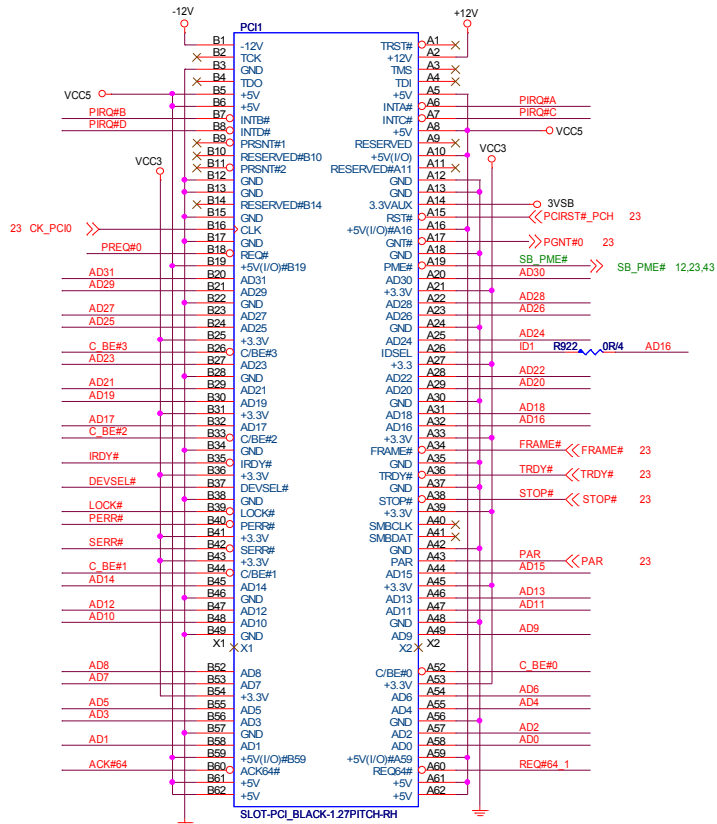 -12V
+12V
PCI1
B1 -12V TRST# A1
B2 TCK +12V A2
B3 GND TMS A3
B4 TDO TDI A4
VCC5 B5 +5V +5V A5
B6 +5V INTA# A6 PIRQ#A
PIRQ#B B7 INTB# INTC# A7 PIRQ#C
PIRQ#D B8 INTD# +5V A8 VCC5
B9 PRSNT#1 RESERVED A9
B10 RESERVED#B10 +5V(I/O) A10
VCC3 B11 PRSNT#2 RESERVED#A11 A11 VCC3
B12 GND GND A12
B13 GND GND A13
B14 RESERVED#B14 3.3VAUX A14 3VSB
B15 GND RST# A15 PCIRST#_PCH 23
23 CK_PCI0 B16 CLK +5V(I/O)#A16 A16
B17 GND GNT# A17 PGNT#0 23
PREQ#0 B18 REQ# GND A18
B19 +5V(I/O)#B19 PME# A19 SB_PME# SB_PME# 12,23,43
AD31 B20 AD31 AD30 A20 AD30
AD29 B21 AD29 +3.3V A21
B22 GND AD28 A22 AD28
AD27 B23 AD27 AD26 A23 AD26
AD25 B24 AD25 GND A24
B25 +3.3V AD24 A25 AD24
C_BE#3 B26 C/BE#3 IDSEL A26 ID1 R922 0R/4 AD16
AD23 B27 AD23 +3.3 A27
B28 GND AD22 A28 AD22
AD21 B29 AD21 AD20 A29 AD20
AD19 B30 AD19 GND A30
B31 +3.3V AD18 A31 AD18
AD17 B32 AD17 AD16 A32 AD16
C_BE#2 B33 C/BE#2 +3.3V A33
B34 GND FRAME# A34 FRAME# FRAME# 23
IRDY# B35 IRDY# GND A35
B36 +3.3V TRDY# A36 TRDY# TRDY# 23
DEVSEL# B37 DEVSEL# GND A37
B38 GND STOP# A38 STOP# STOP# 23
LOCK# B39 LOCK# +3.3V A39
PERR# B40 PERR# SMBCLK A40
B41 +3.3V SMBDAT A41
SERR# B42 SERR# GND A42
B43 +3.3V PAR A43 PAR PAR 23
C_BE#1 B44 C/BE#1 AD15 A44 AD15
AD14 B45 AD14 +3.3V A45
B46 GND AD13 A46 AD13
AD12 B47 AD12 AD11 A47 AD11
AD10 B48 AD10 GND A48
B49 GND AD9 A49 AD9
X1 X1 X2 X2
AD8 B52 AD8 C/BE#0 A52 C_BE#0
AD7 B53 AD7 +3.3V A53
B54 +3.3V AD6 A54 AD6
AD5 B55 AD5 AD4 A55 AD4
AD3 B56 AD3 GND A56
B57 GND AD2 A57 AD2
AD1 B58 AD1 AD0 A58 AD0
B59 +5V(I/O)#B59 +5V(I/O)#A59 A59
ACK#64 B60 ACK64# REQ64# A60 REQ#64_1
B61 +5V +5V A61
B62 +5V +5V A62
SLOT-PCI_BLACK-1.27PITCH-RH